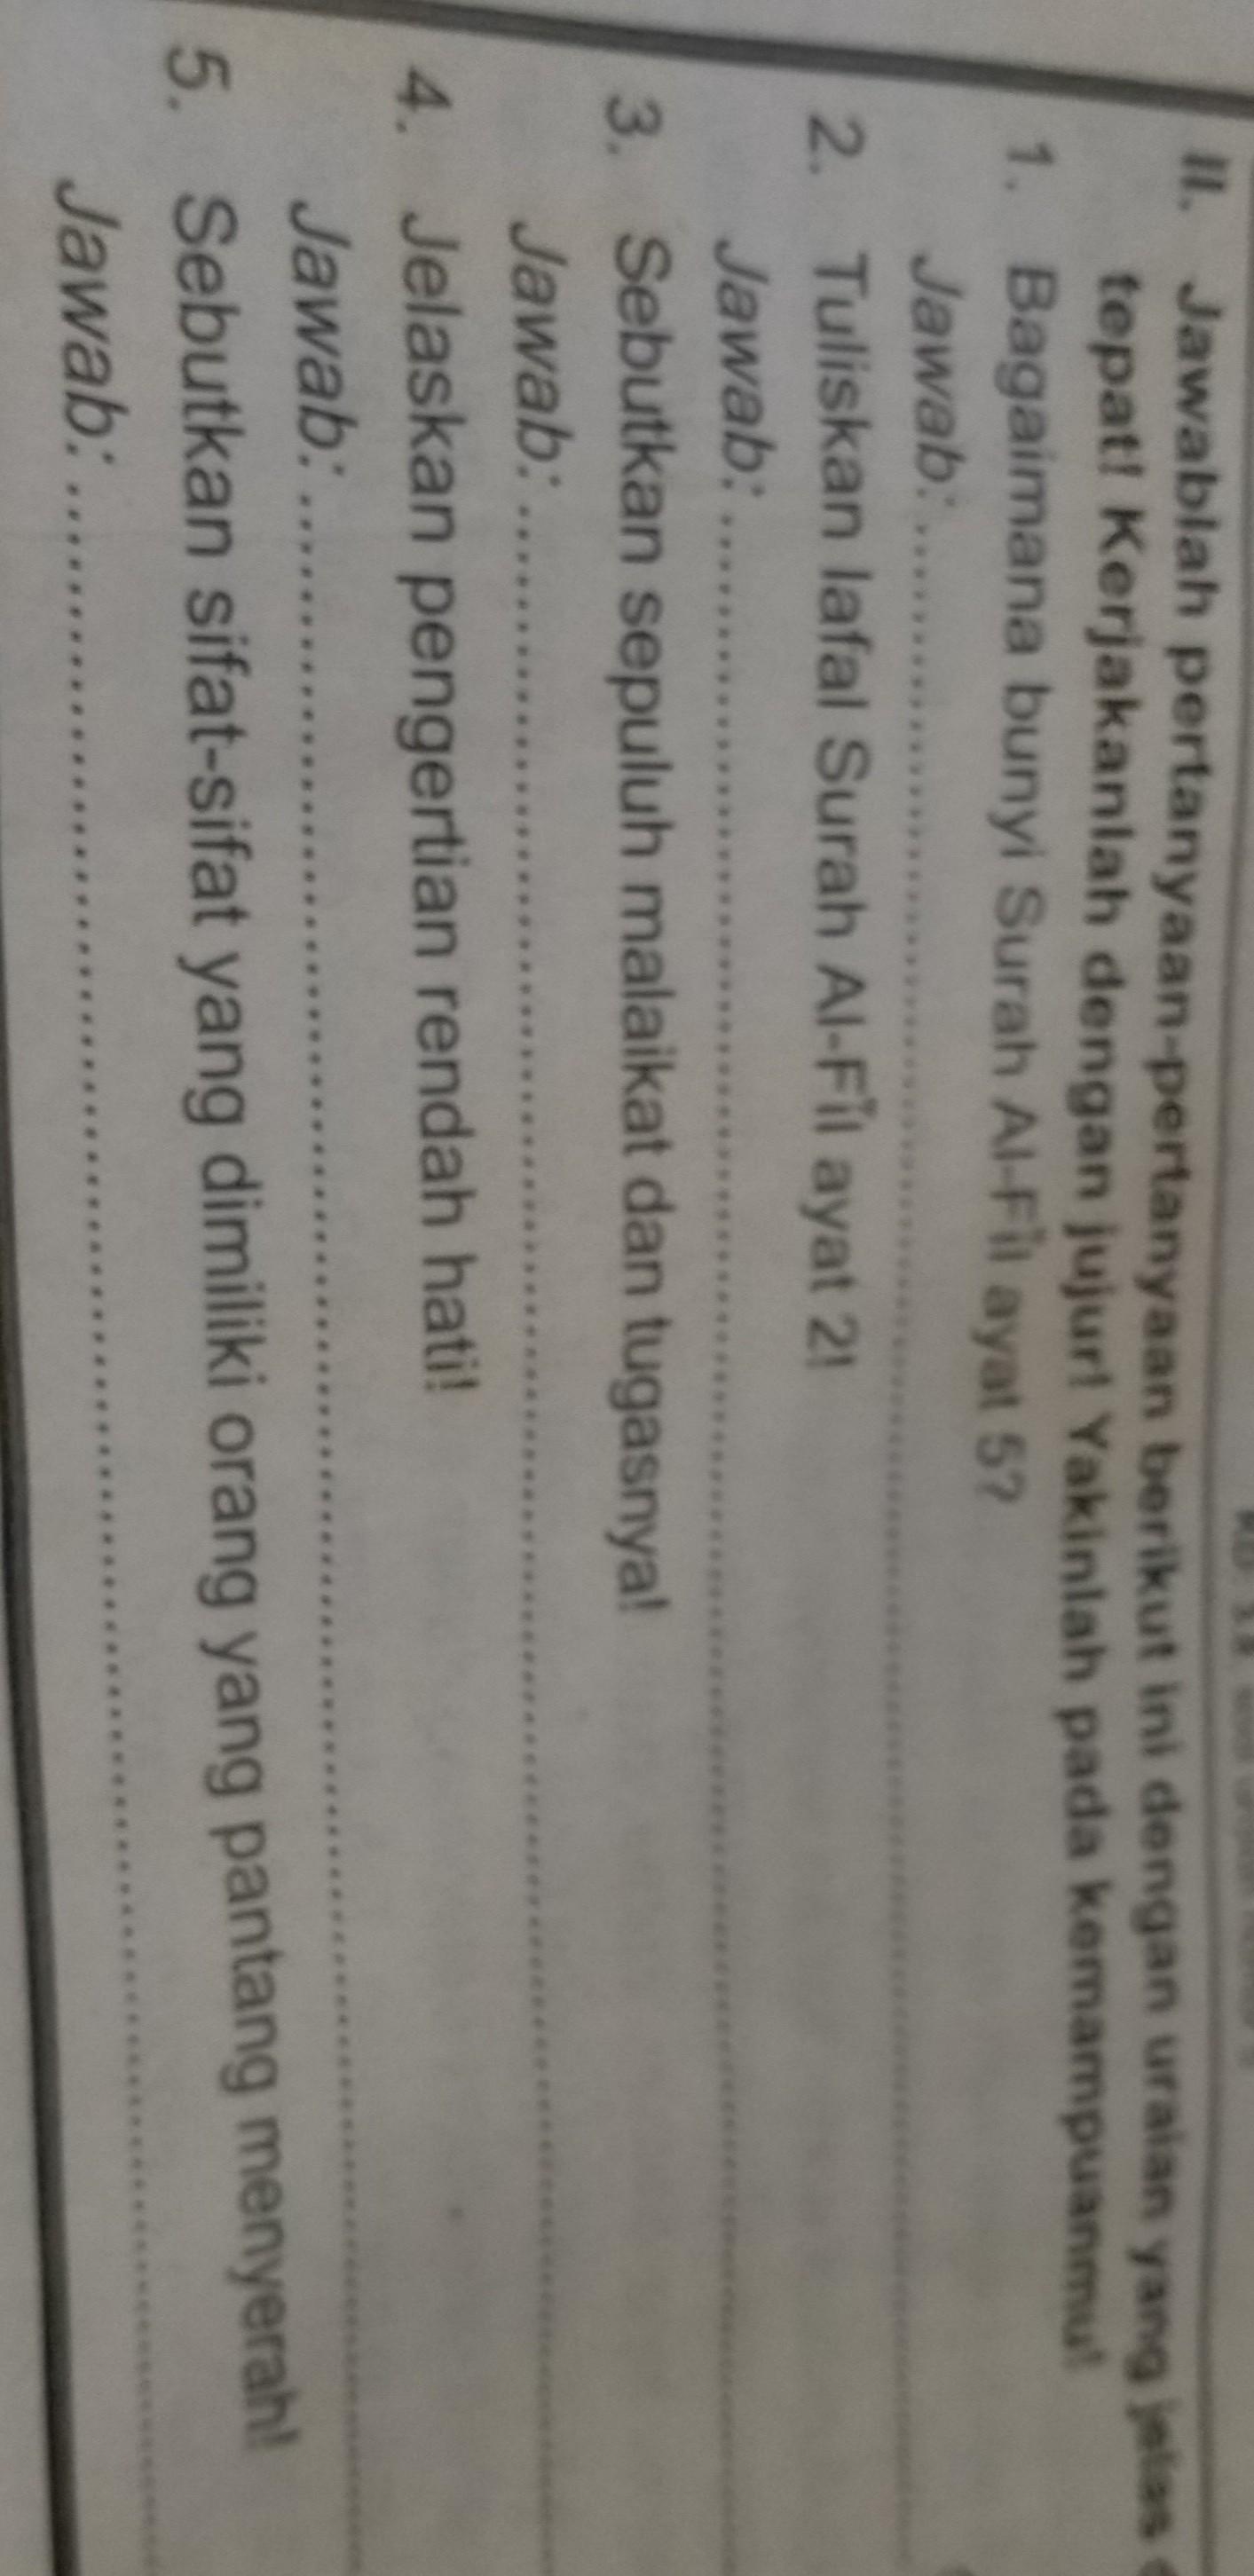 II. Jawablah pertanyaan-pertanyaan berikut ini dengan uraian yang jelas
tepat! Kerjakanlah dengan jujur! Yakinlah pada kemampuanmu!
1. Bagaimana bunyi Surah Al-Fīl ayat 5?
Jawab: ........................................................................
2. Tuliskan lafal Surah Al-Fīl ayat 2!
Jawab: ........................................................................
3. Sebutkan sepuluh malaikat dan tugasnya!
Jawab: ........................................................................
4. Jelaskan pengertian rendah hati!
Jawab: ........................................................................
5. Sebutkan sifat-sifat yang dimiliki orang yang pantang menyerah!
Jawab: ........................................................................